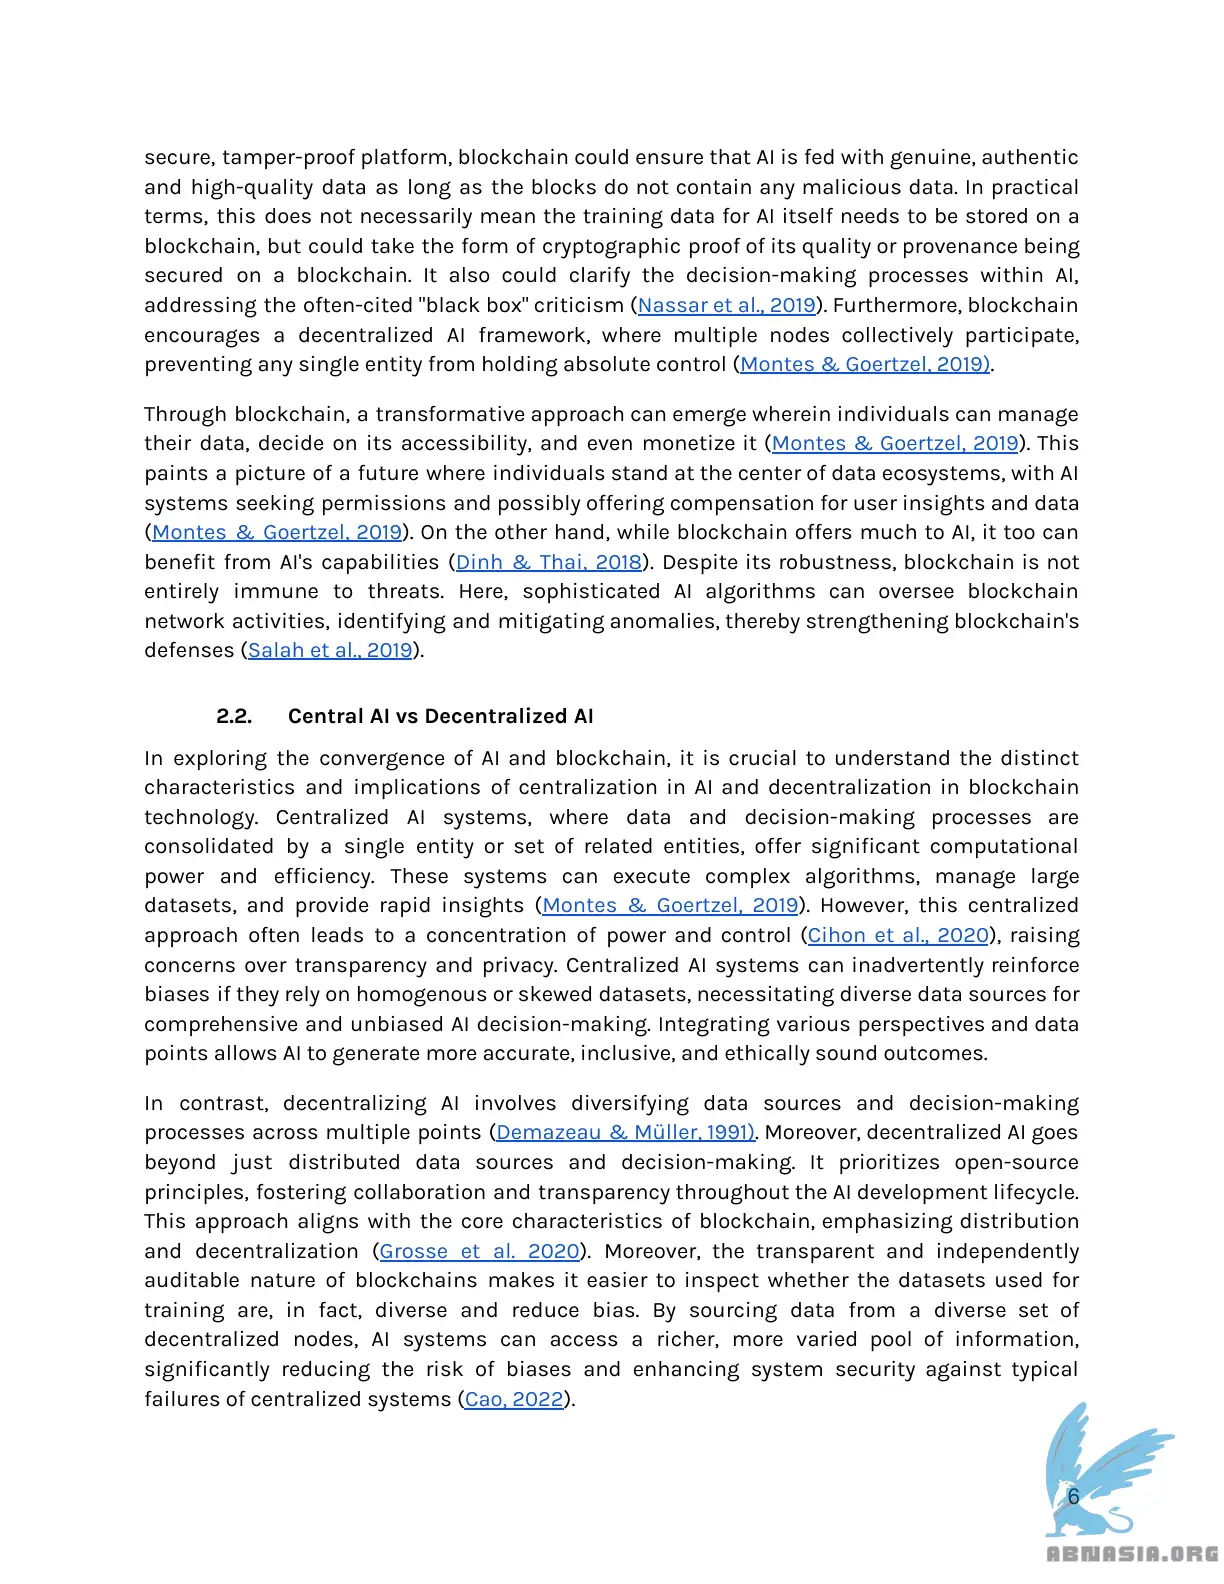 secure, tamper-proof platform, blockchain could ensure that AI is fed with genuine, authentic
and high-quality data as long as the blocks do not contain any malicious data. In practical
terms, this does not necessarily mean the training data for AI itself needs to be stored on a
blockchain, but could take the form of cryptographic proof of its quality or provenance being
secured on a blockchain. It also could clarify the decision-making processes within AI,
addressing the often-cited "black box" criticism (Nassar et al., 2019). Furthermore, blockchain
encourages a decentralized AI framework, where multiple nodes collectively participate,
preventing any single entity from holding absolute control (Montes & Goertzel, 2019).
Through blockchain, a transformative approach can emerge wherein individuals can manage
their data, decide on its accessibility, and even monetize it (Montes & Goertzel, 2019). This
paints a picture of a future where individuals stand at the center of data ecosystems, with AI
systems seeking permissions and possibly offering compensation for user insights and data
(Montes & Goertzel, 2019). On the other hand, while blockchain offers much to AI, it too can
benefit from AI's capabilities (Dinh & Thai, 2018). Despite its robustness, blockchain is not
entirely immune to threats. Here, sophisticated AI algorithms can oversee blockchain
network activities, identifying and mitigating anomalies, thereby strengthening blockchain's
defenses (Salah et al., 2019).
2.2. Central AI vs Decentralized AI
In exploring the convergence of AI and blockchain, it is crucial to understand the distinct
characteristics and implications of centralization in AI and decentralization in blockchain
technology. Centralized AI systems, where data and decision-making processes are
consolidated by a single entity or set of related entities, offer significant computational
power and efficiency. These systems can execute complex algorithms, manage large
datasets, and provide rapid insights (Montes & Goertzel, 2019). However, this centralized
approach often leads to a concentration of power and control (Cihon et al., 2020), raising
concerns over transparency and privacy. Centralized AI systems can inadvertently reinforce
biases if they rely on homogenous or skewed datasets, necessitating diverse data sources for
comprehensive and unbiased AI decision-making. Integrating various perspectives and data
points allows AI to generate more accurate, inclusive, and ethically sound outcomes.
In contrast, decentralizing AI involves diversifying data sources and decision-making
processes across multiple points (Demazeau & Müller, 1991). Moreover, decentralized AI goes
beyond just distributed data sources and decision-making. It prioritizes open-source
principles, fostering collaboration and transparency throughout the AI development lifecycle.
This approach aligns with the core characteristics of blockchain, emphasizing distribution
and decentralization (Grosse et al. 2020). Moreover, the transparent and independently
auditable nature of blockchains makes it easier to inspect whether the datasets used for
training are, in fact, diverse and reduce bias. By sourcing data from a diverse set of
decentralized nodes, AI systems can access a richer, more varied pool of information,
significantly reducing the risk of biases and enhancing system security against typical
failures of centralized systems (Cao, 2022).
6
ABNASIA.ORG